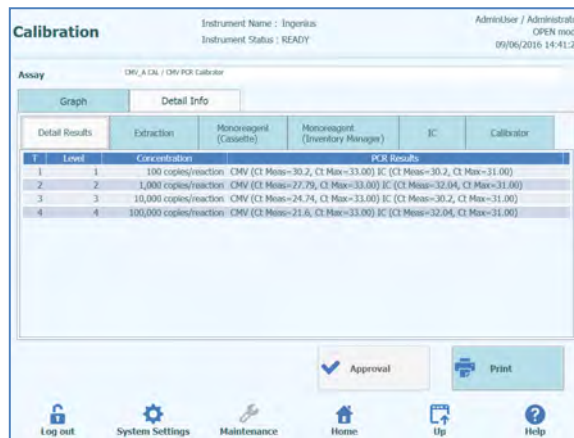 Calibration
Instrument Name : Ingenius
Instrument Status : READY
AdminUser / Administrat
OPEN mod
09/06/2016 14:41:2
Assay
CMV_A CAL / CMV PCR Calibrator
Graph
Detail Info
Detail Results
Extraction
Monoreagent
(Cassette)
Monoreagent
(Inventory Manager)
IC
Calibrator
T Level Concentration PCR Results
1 1 100 copies/reaction CMV (Ct Meas=30.2, Ct Max=33.00) IC (Ct Meas=30.2, Ct Max=31.00)
2 2 1,000 copies/reaction CMV (Ct Meas=27.79, Ct Max=33.00) IC (Ct Meas=32.04, Ct Max=31.00)
3 3 10,000 copies/reaction CMV (Ct Meas=24.74, Ct Max=33.00) IC (Ct Meas=30.2, Ct Max=31.00)
4 4 100,000 copies/reaction CMV (Ct Meas=21.6, Ct Max=33.00) IC (Ct Meas=32.04, Ct Max=31.00)
Approval
Print
Log out
System Settings
Maintenance
Home
Up
Help